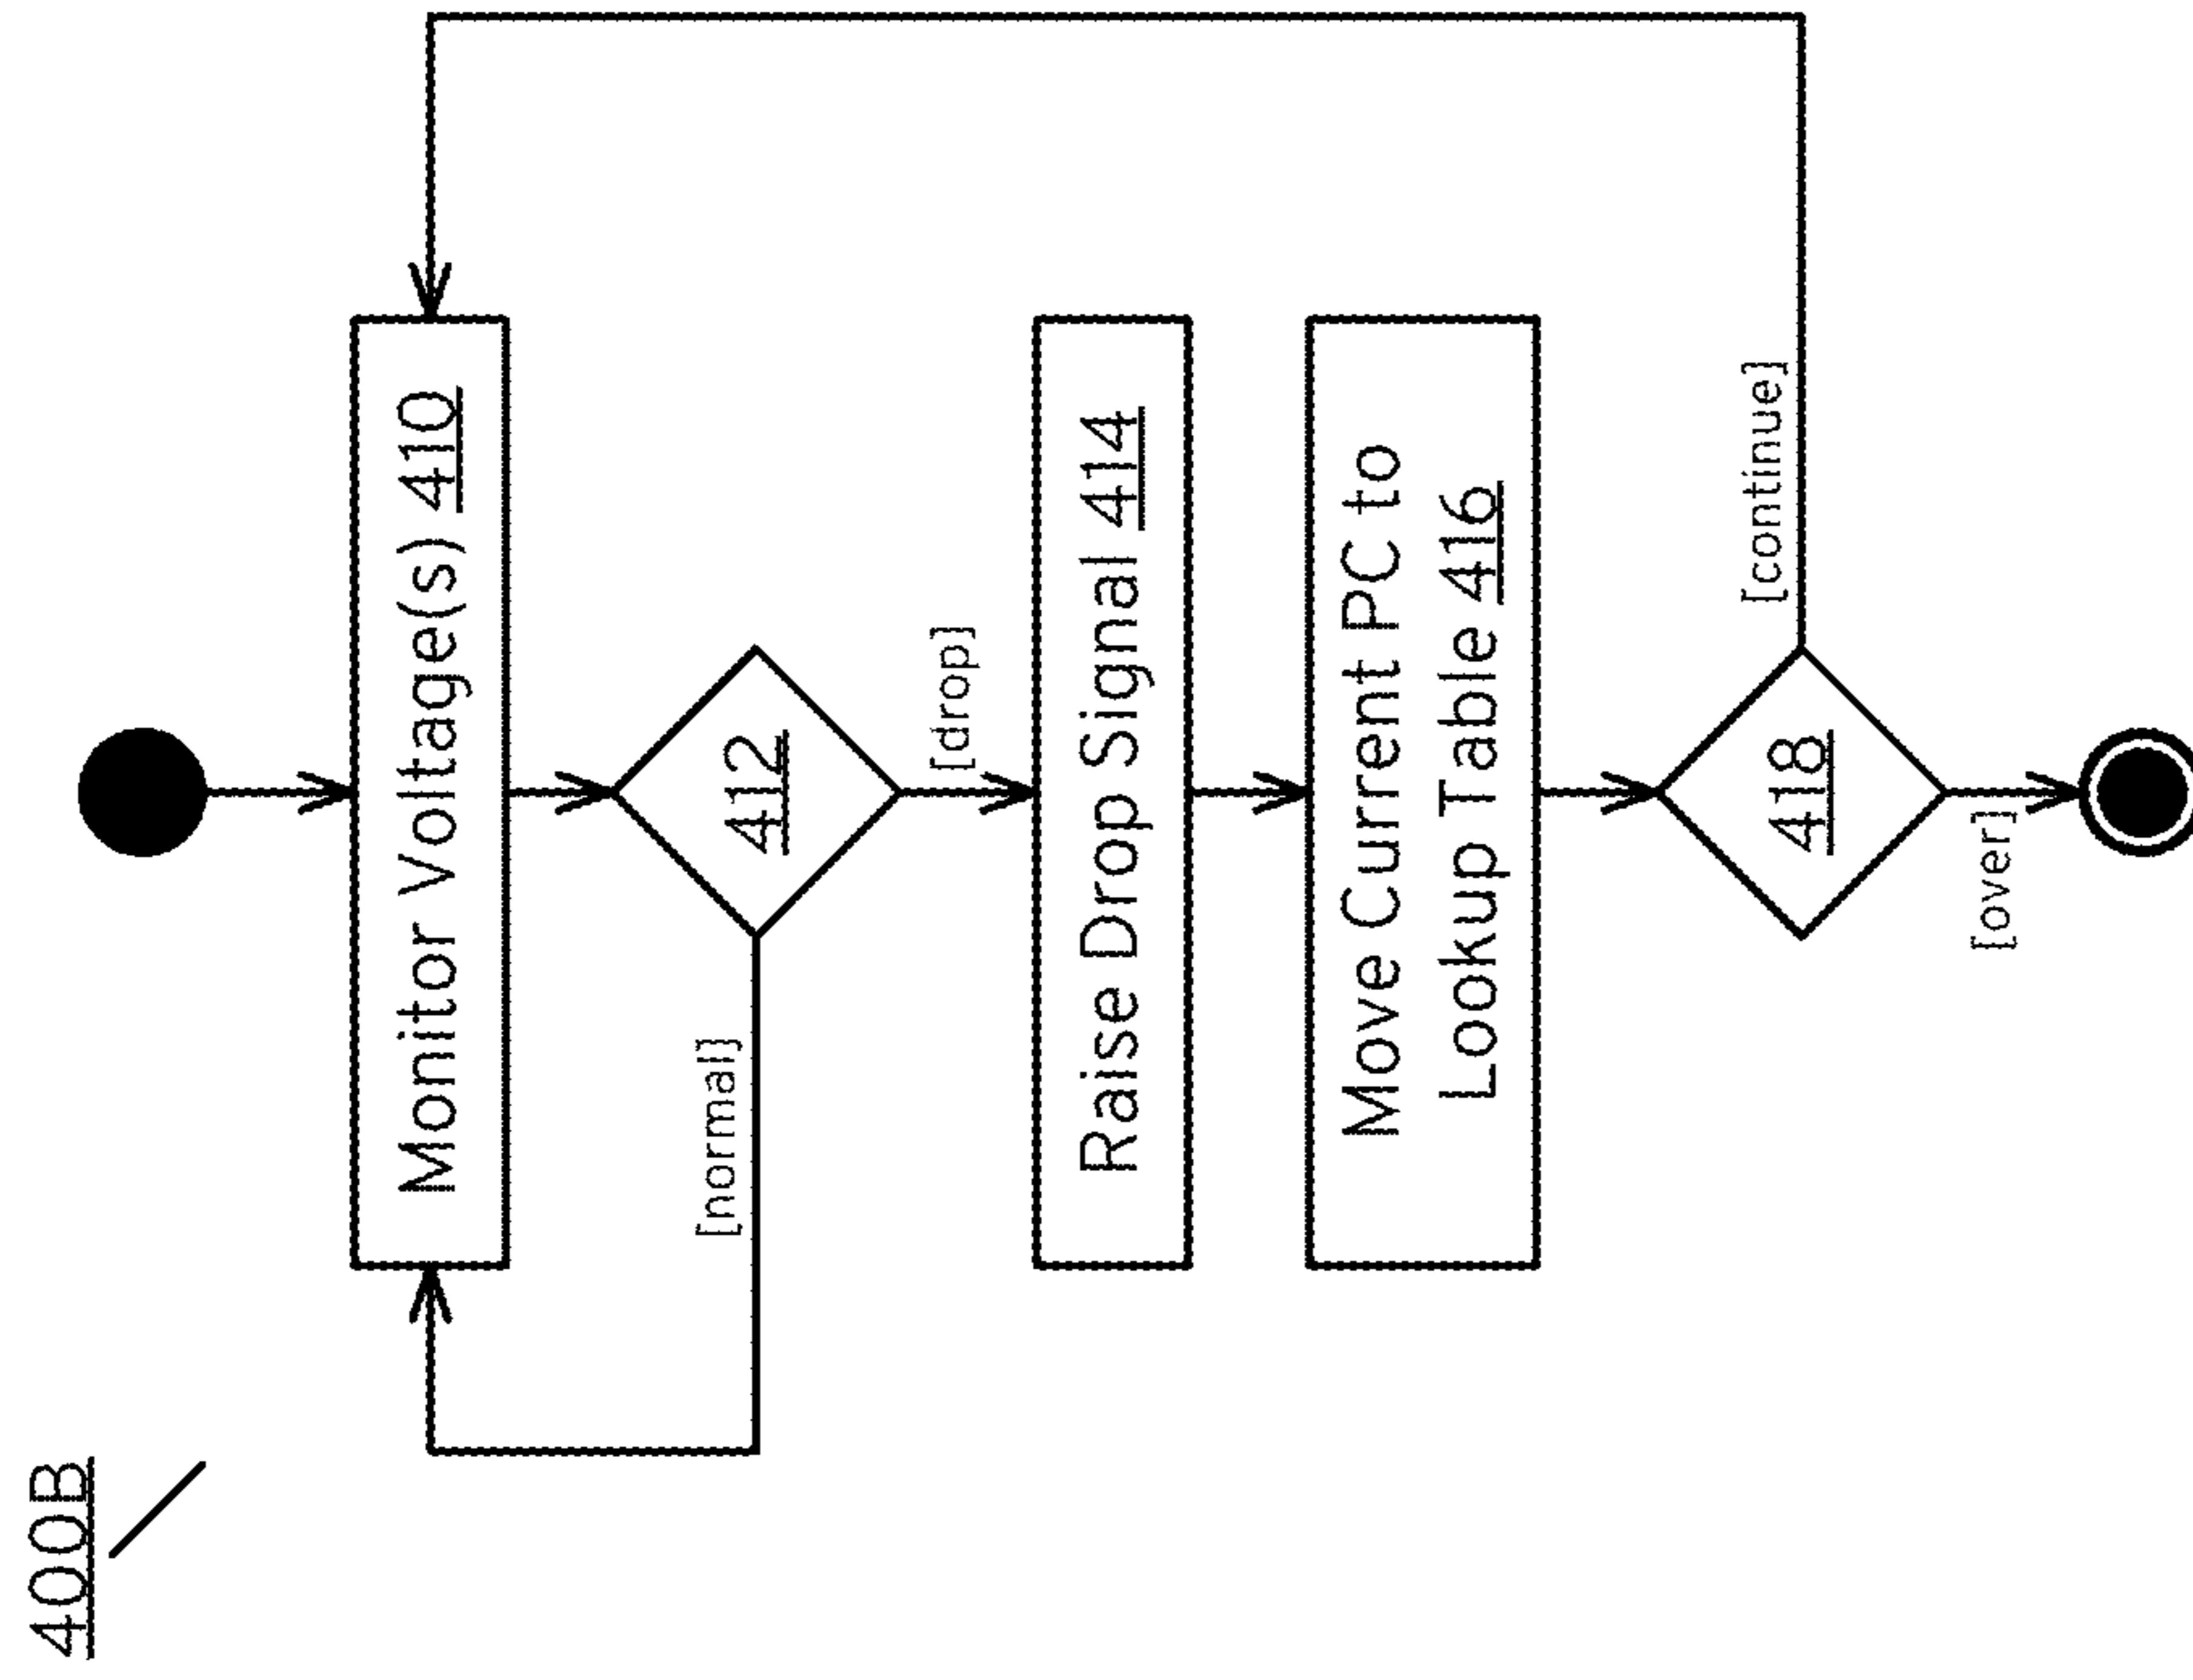 400B
Monitor Voltage(s) 410
412
[normal]
[drop]
Raise Drop Signal 414
Move Current PC to
Lookup Table 416
418
[continue]
[over]